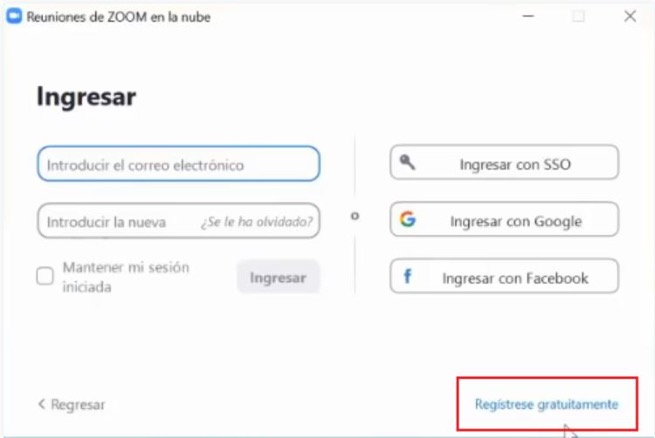 Reuniones de ZOOM en la nube
Ingresar
Introducir el correo electrónico
Introducir la nueva ¿Se le ha olvidado?
Mantener mi sesión
iniciada
Ingresar
o
Ingresar con SSO
Ingresar con Google
Ingresar con Facebook
< Regresar
Regístrese gratuitamente